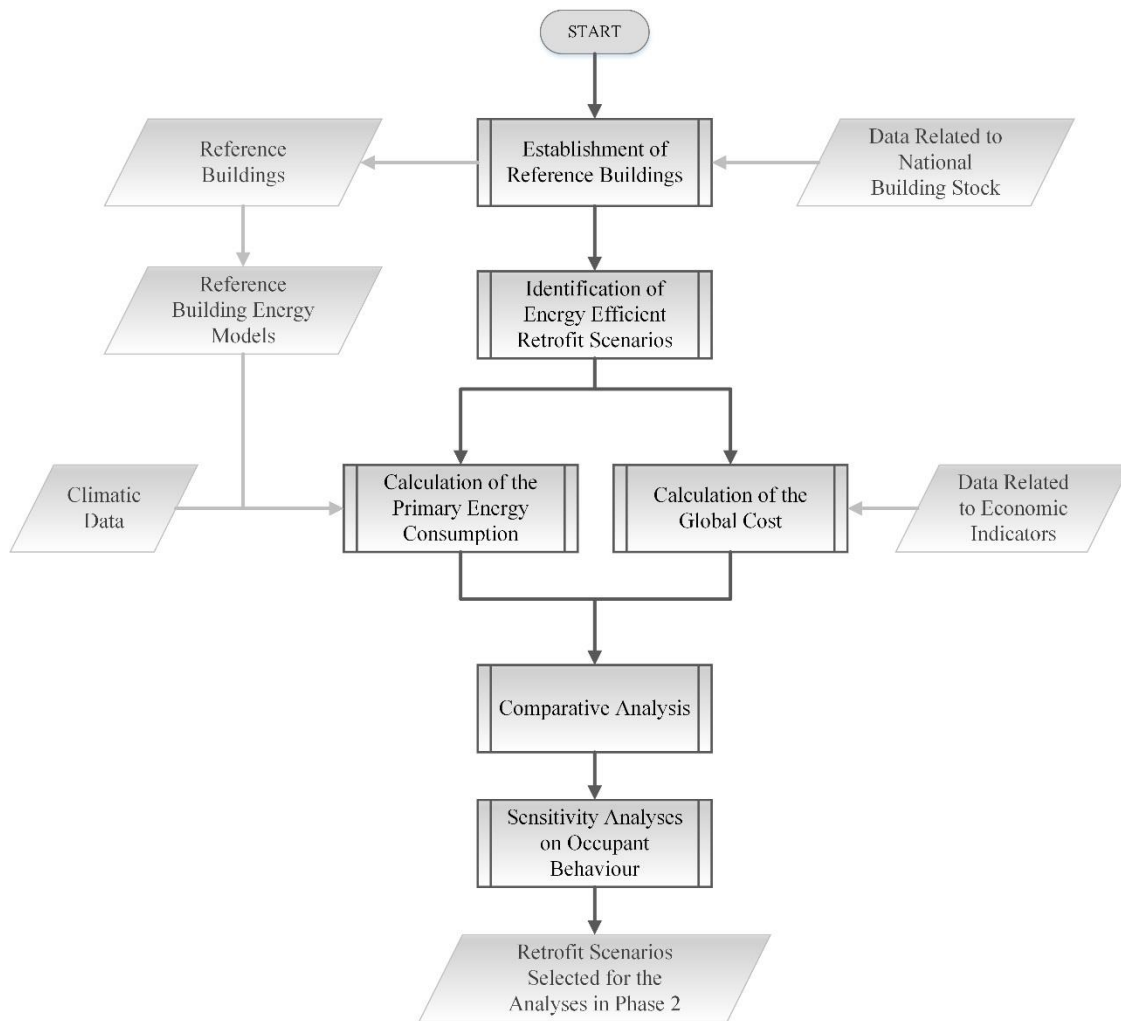 START
Reference
Buildings
Establishment of
Reference Buildings
Data Related to
National
Building Stock
Reference
Building Energy
Models
Identification of
Energy Efficient
Retrofit Scenarios
Climatic
Data
Calculation of the
Primary Energy
Consumption
Calculation of the
Global Cost
Data Related
to Economic
Indicators
Comparative Analysis
Sensitivity Analyses
on Occupant
Behaviour
Retrofit Scenarios
Selected for the
Analyses in Phase 2